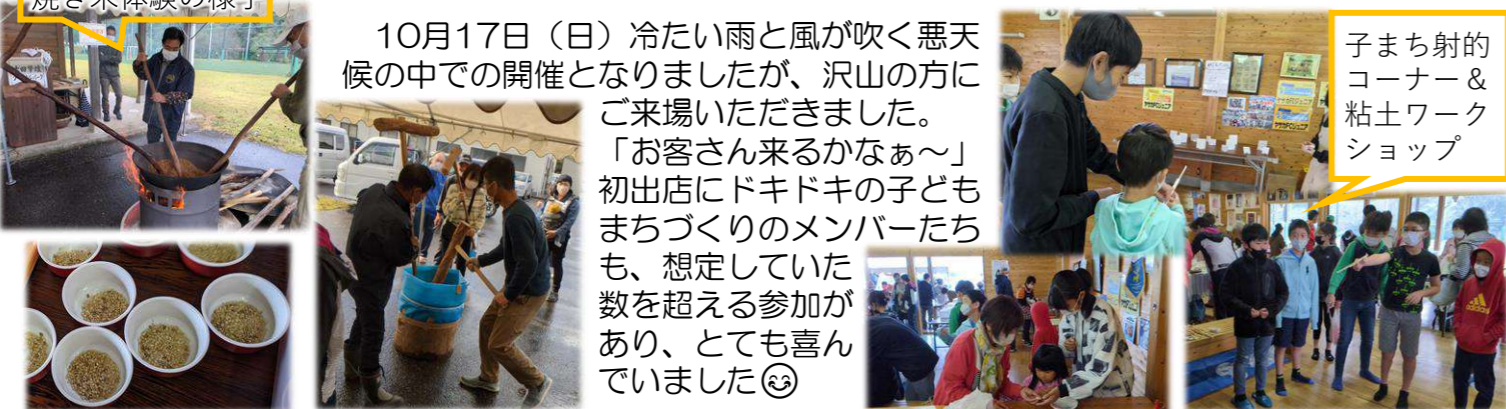 焼き米体験の様子
10月17日（日）冷たい雨と風が吹く悪天
候の中での開催となりましたが、沢山の方に
ご来場いただきました。
「お客さん来るかなぁ～」
初出店にドキドキの子ども
まちづくりのメンバーたち
も、想定していた
数を超える参加が
あり、とても喜ん
でいました😊
子まち射的
コーナー＆
粘土ワーク
ショップ